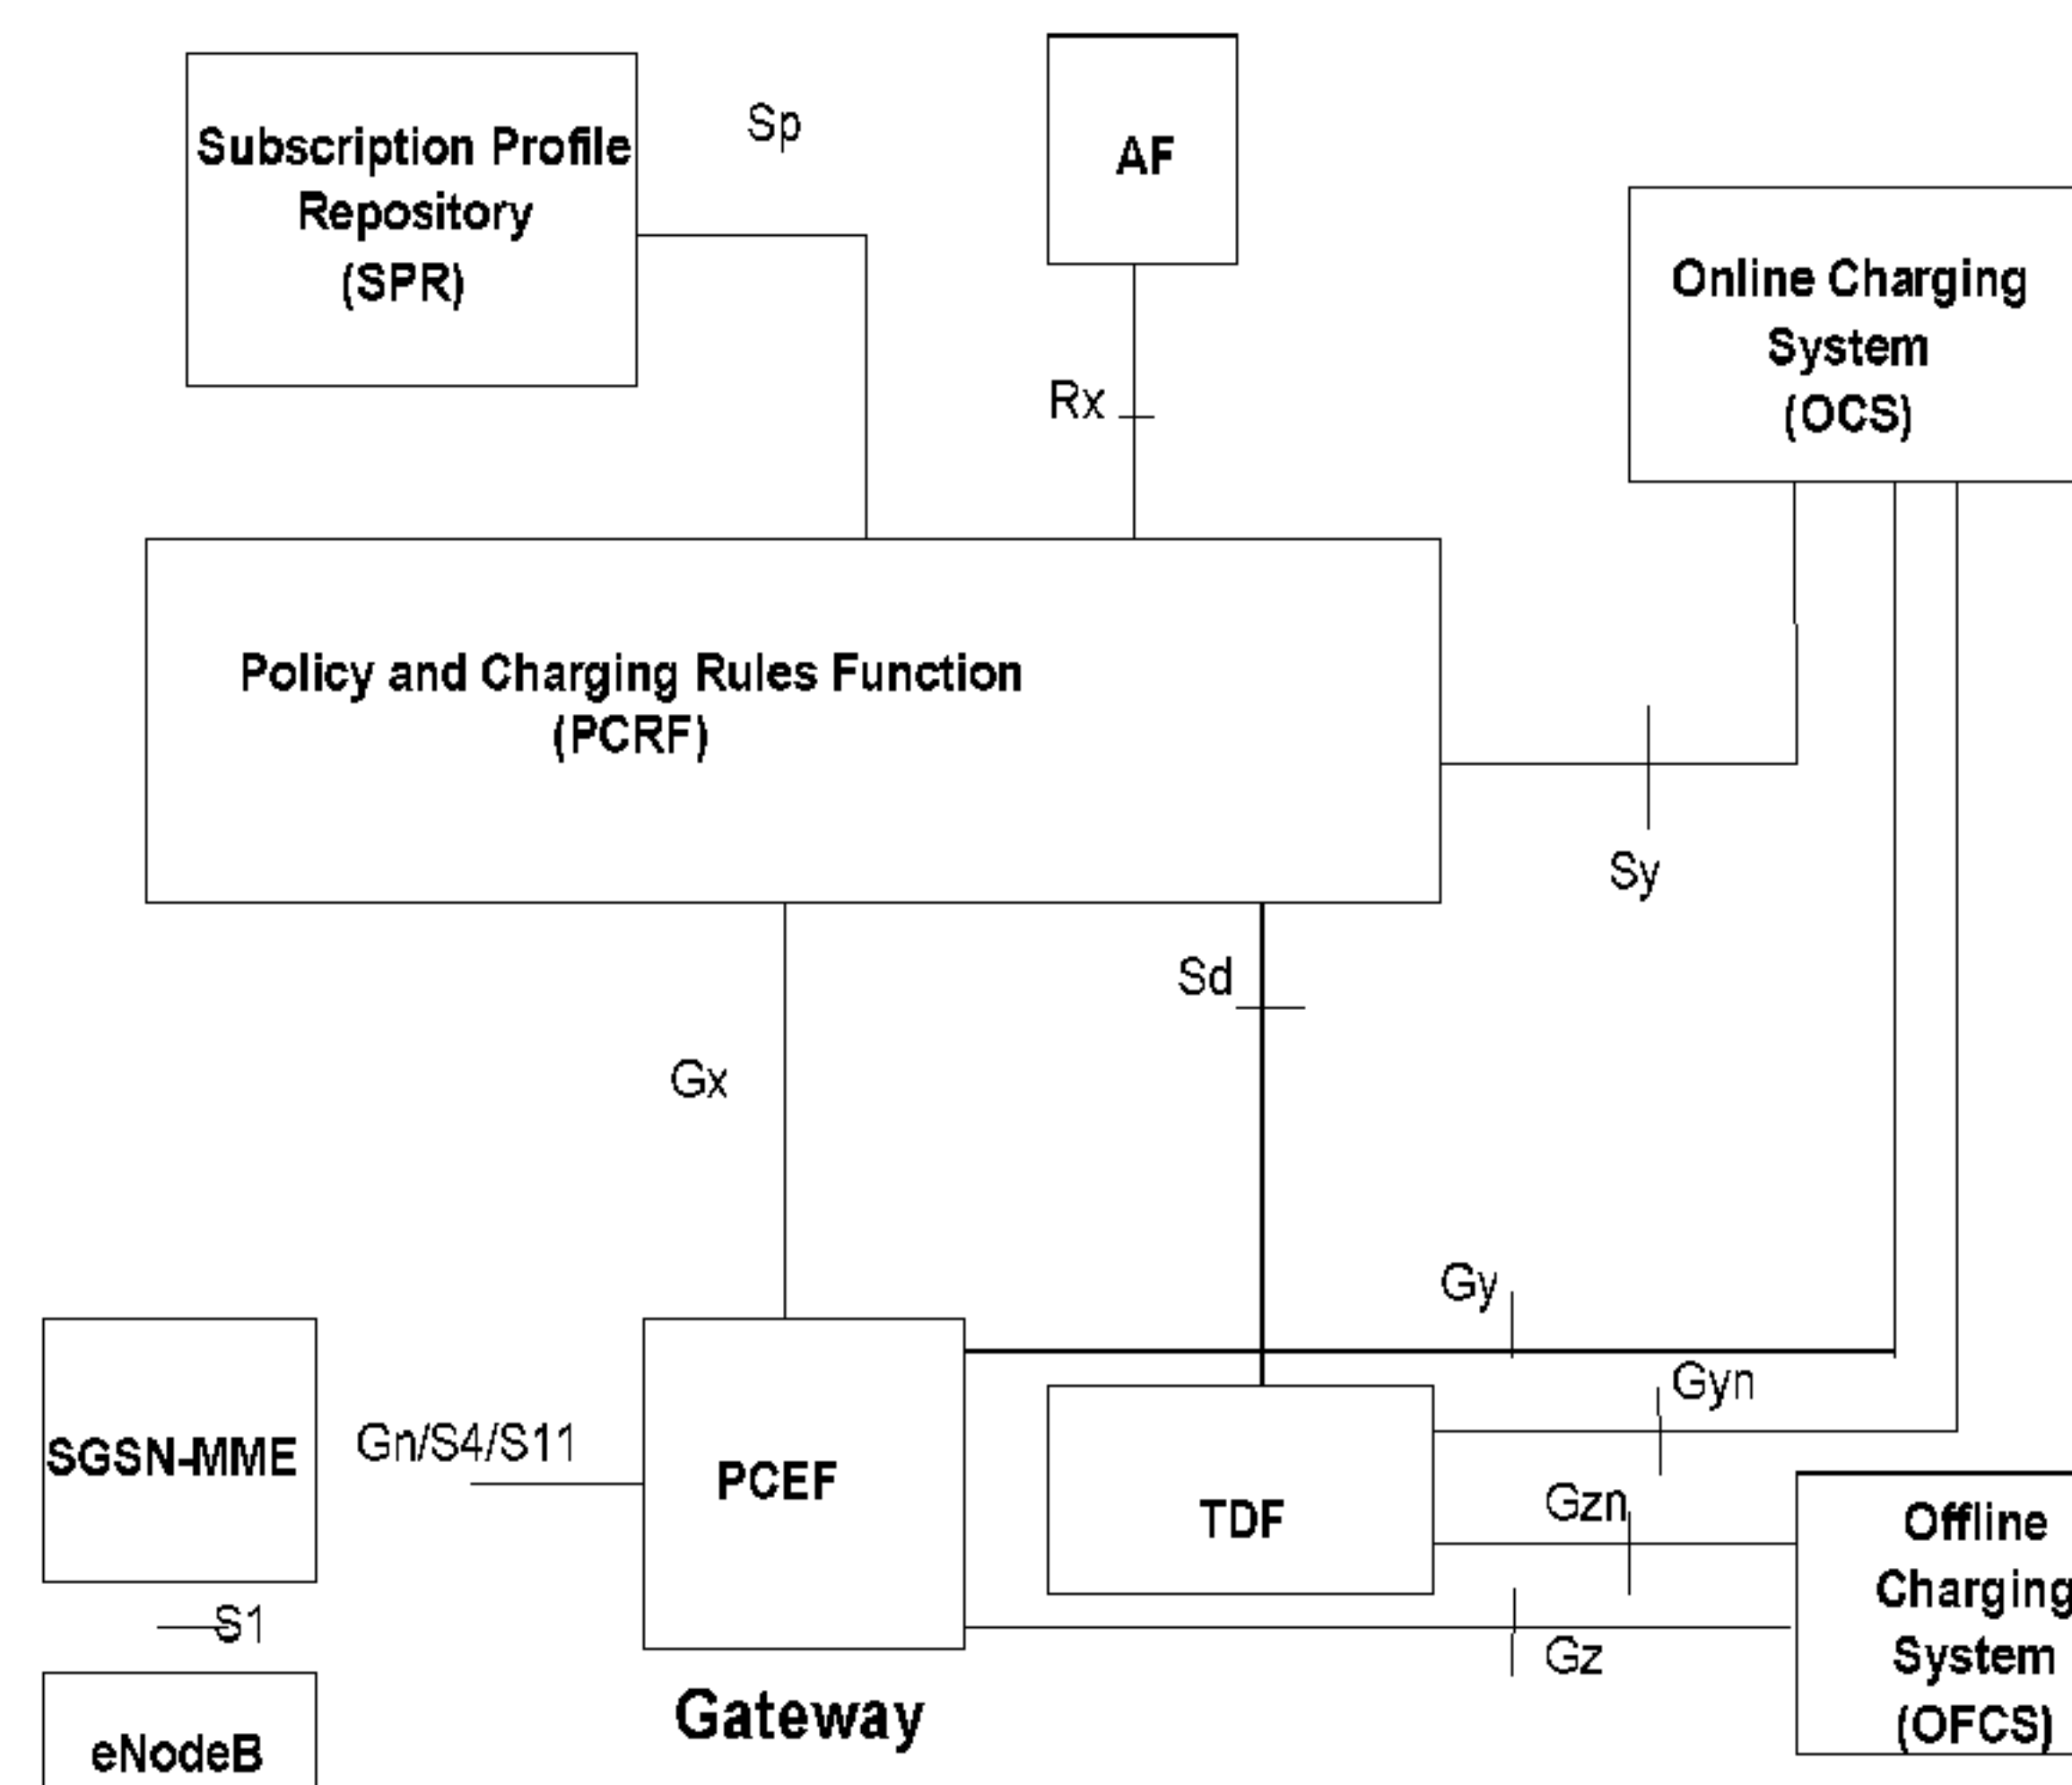 Subscription Profile
Repository
(SPR)
Sp
AF
Online Charging
System
(OCS)
Rx
Policy and Charging Rules Function
(PCRF)
Sy
Sd
Gx
Gy
Gyn
SGSN-MME
Gn/S4/S11
PCEF
TDF
Gzn
Offline
Charging
System
(OFCS)
S1
Gz
Gateway
eNodeB